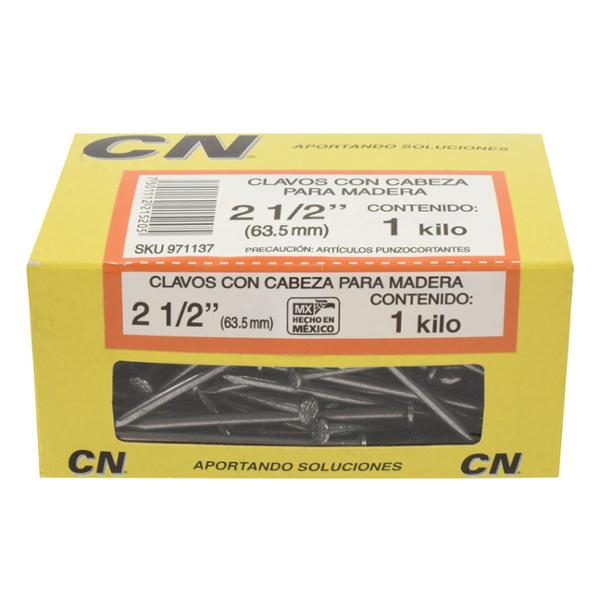 CN
APORTANDO SOLUCIONES
CLAVOS CON CABEZA
PARA MADERA
2 1/2”
(63.5 mm)
CONTENIDO:
1 kilo
7501120215205
SKU 971137
PRECAUCIÓN: ARTÍCULOS PUNZOCORTANTES
CLAVOS CON CABEZA PARA MADERA
2 1/2” (63.5 mm)
MX
HECHO EN
MÉXICO
CONTENIDO:
1 kilo
CN
APORTANDO SOLUCIONES
CN